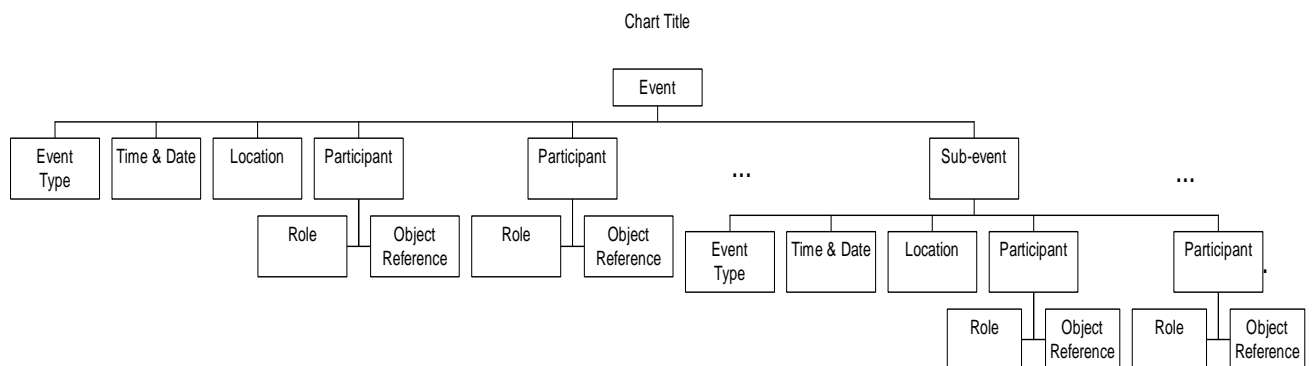 Chart Title
Event
Event
Type
Time & Date
Location
Participant
Participant
...
Sub-event
...
Role
Object
Reference
Role
Object
Reference
Event
Type
Time & Date
Location
Participant
Participant
.
Role
Object
Reference
Role
Object
Reference